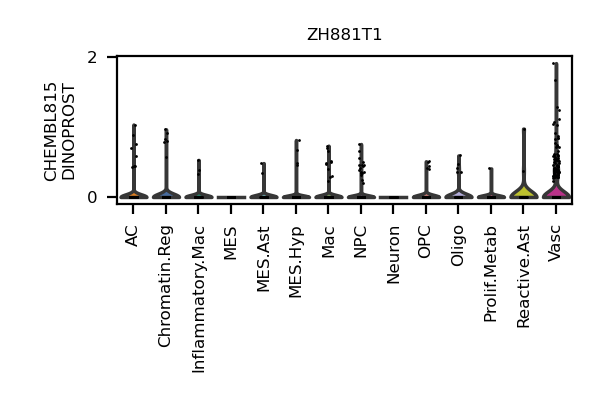 ZH881T1
CHEMBL815
DINOPROST
2
0
AC
Chromatin.Reg
Inflammatory.Mac
MES
MES.Ast
MES.Hyp
Mac
NPC
Neuron
OPC
Oligo
Prolif.Metab
Reactive.Ast
Vasc